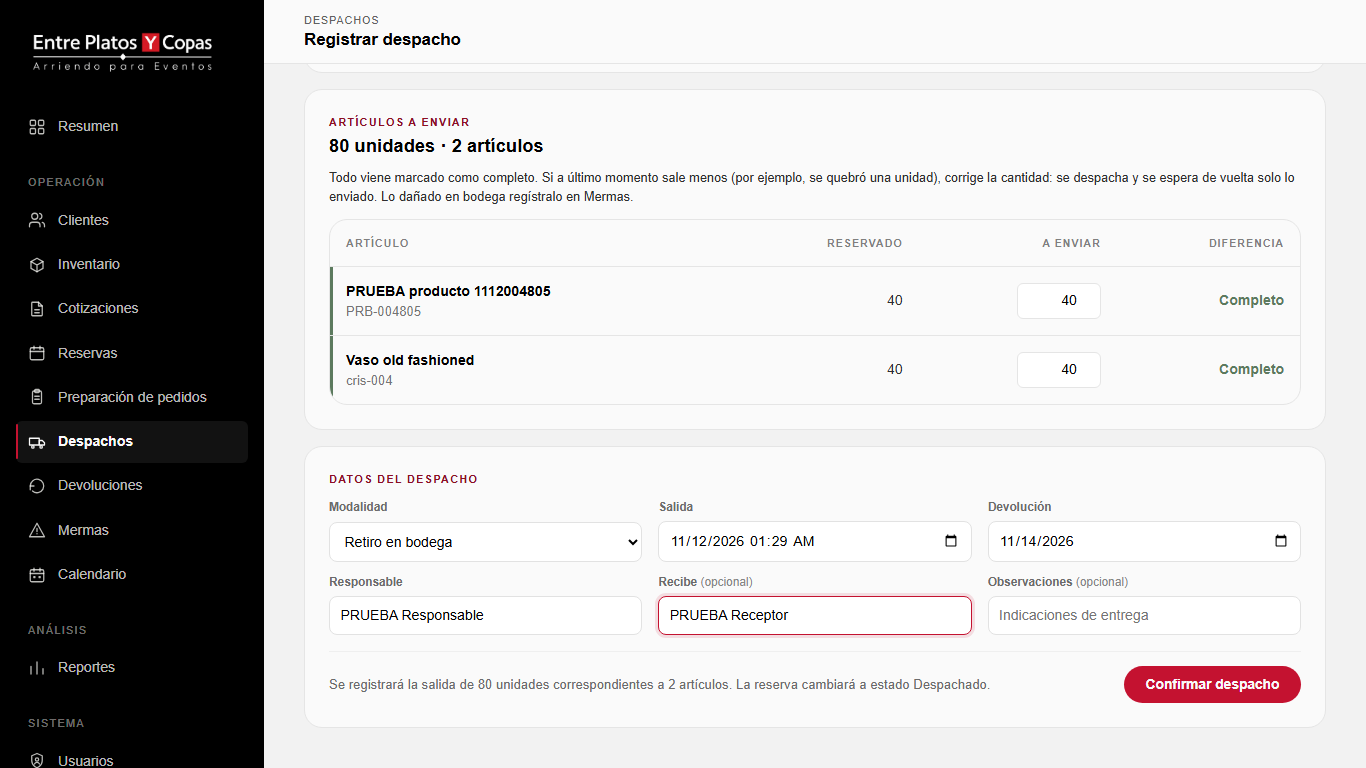 Entre Platos Y Copas
Arriendo para Eventos
Resumen
OPERACIÓN
Clientes
Inventario
Cotizaciones
Reservas
Preparación de pedidos
Despachos
Devoluciones
Mermas
Calendario
ANÁLISIS
Reportes
SISTEMA
Usuarios
DESPACHOS
Registrar despacho
ARTÍCULOS A ENVIAR
80 unidades · 2 artículos
Todo viene marcado como completo. Si a último momento sale menos (por ejemplo, se quebró una unidad), corrige la cantidad: se despacha y se espera de vuelta solo lo
enviado. Lo dañado en bodega regístralo en Mermas.
ARTÍCULO RESERVADO A ENVIAR DIFERENCIA
PRUEBA producto 1112004805
PRB-004805
40 40 Completo
Vaso old fashioned
cris-004
40 40 Completo
DATOS DEL DESPACHO
Modalidad Salida Devolución
Retiro en bodega 11/12/2026 01:29 AM 11/14/2026
Responsable Recibe (opcional) Observaciones (opcional)
PRUEBA Responsable PRUEBA Receptor Indicaciones de entrega
Se registrará la salida de 80 unidades correspondientes a 2 artículos. La reserva cambiará a estado Despachado.
Confirmar despacho